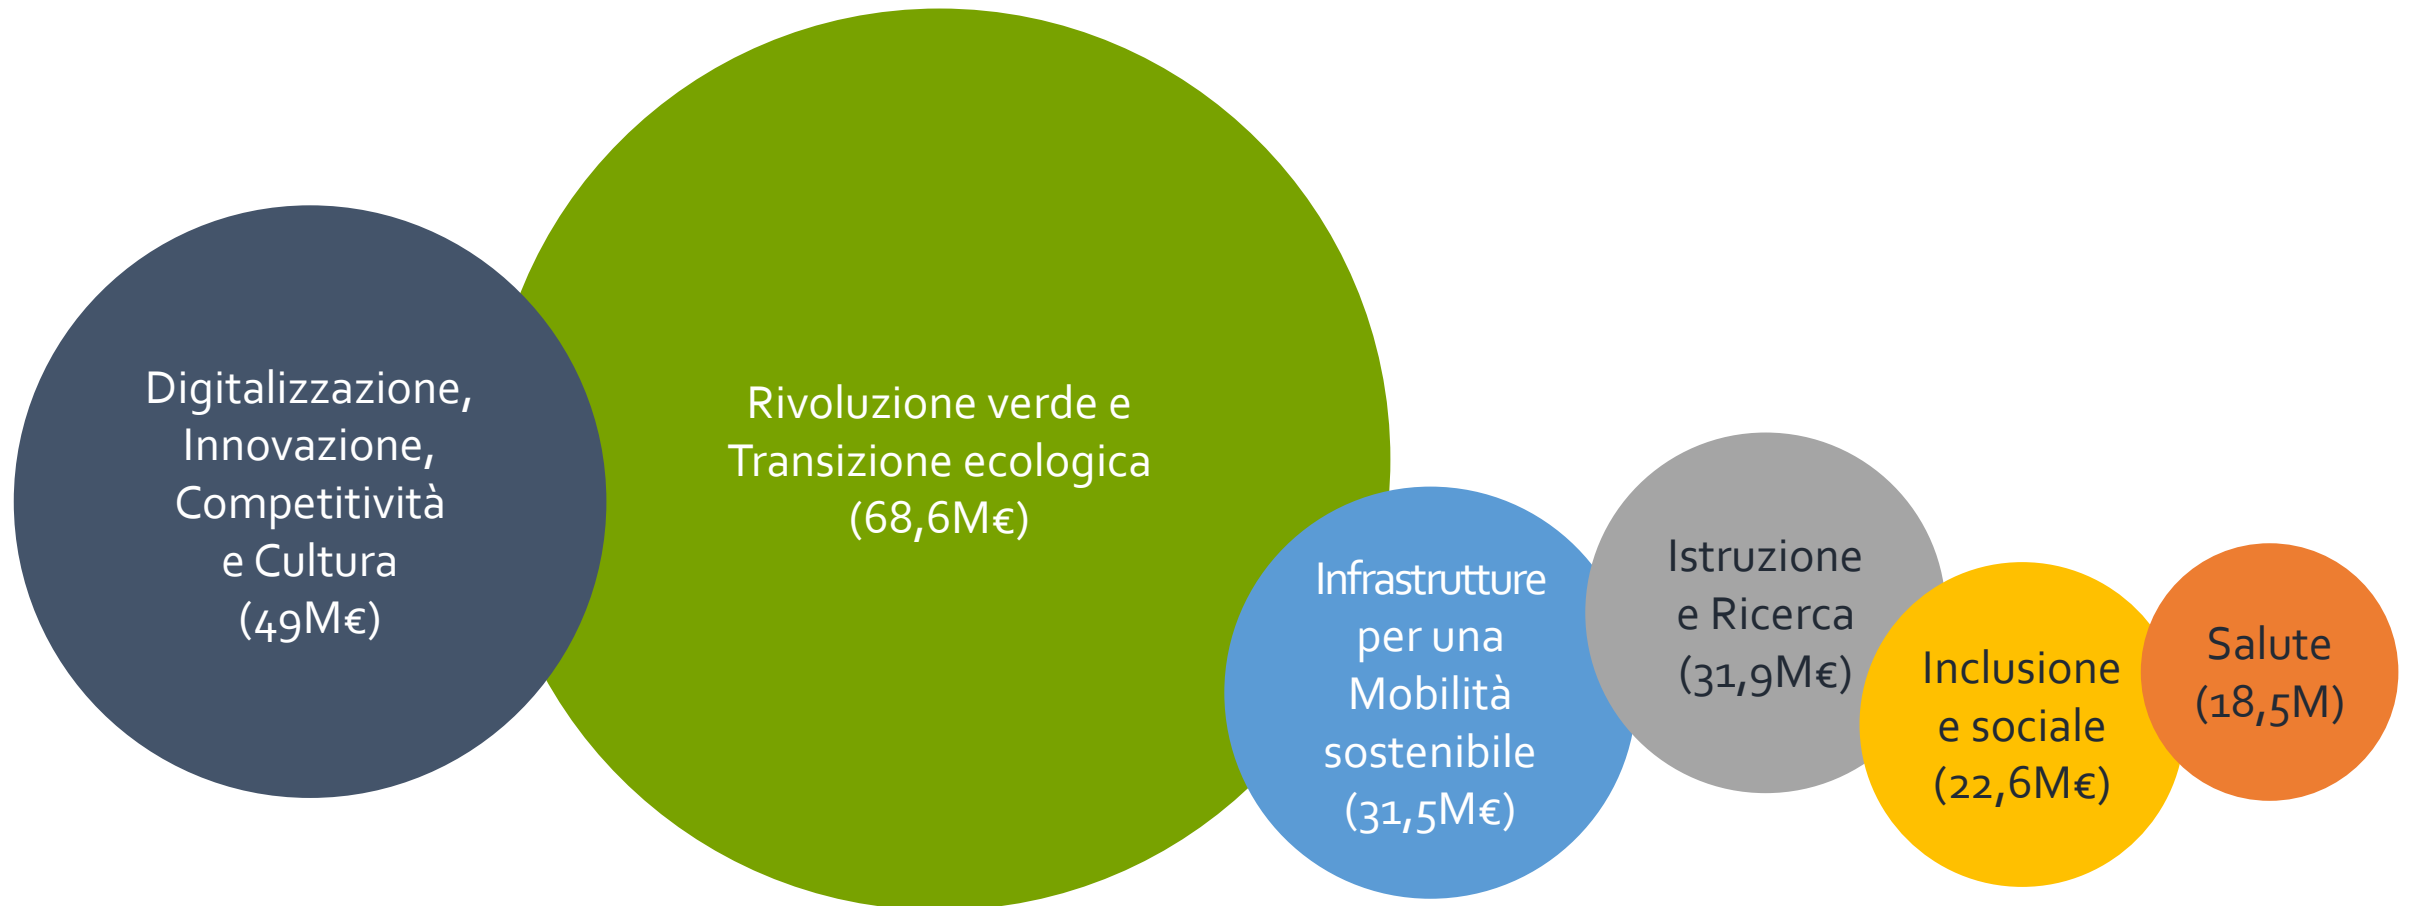 Digitalizzazione,
Innovazione,
Competitività
e Cultura
(49M€)
Rivoluzione verde e
Transizione ecologica
(68,6M€)
Infrastrutture
per una
Mobilità
sostenibile
(31,5M€)
Istruzione
e Ricerca
(31,9M€)
Inclusione
e sociale
(22,6M€)
Salute
(18,5M)